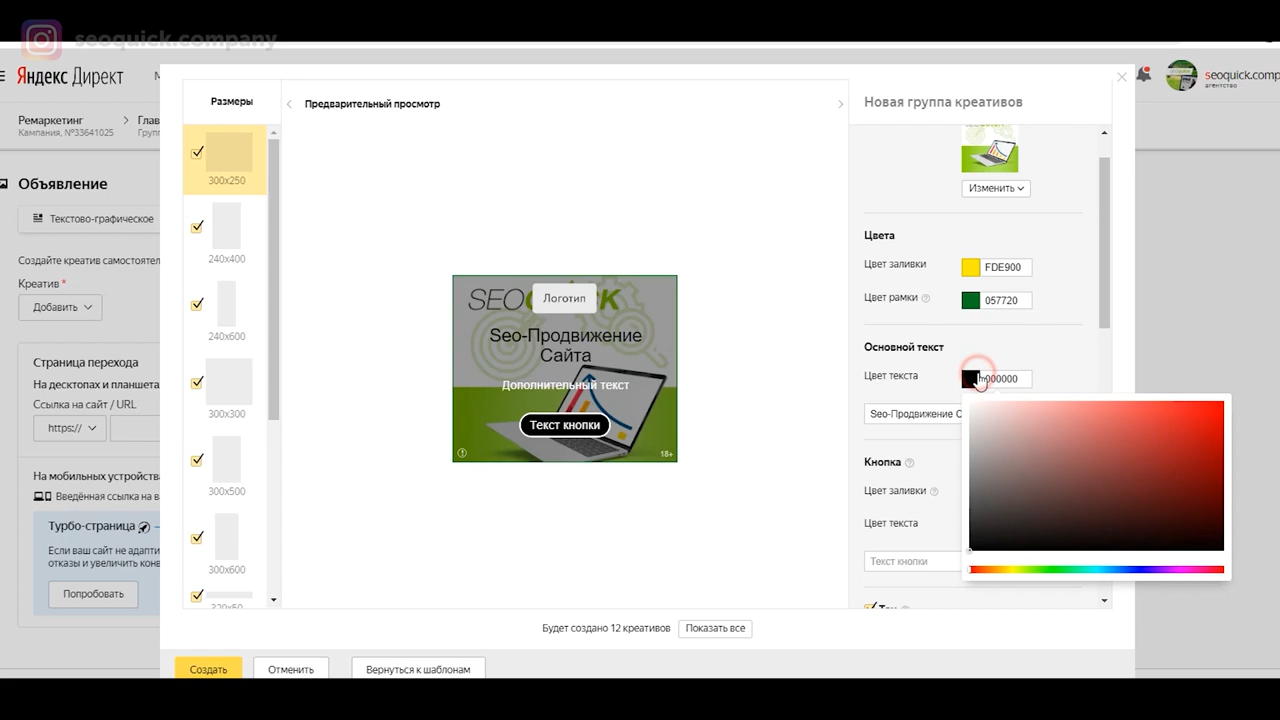 seoquick.company
Яндекс Директ
seoquick.comp
агентство
Ремаркетинг
Глав
Кампания, №33641025
Груп
Объявление
Текстово-графическое
Создайте креатив самостоятел
Креатив *
Добавить
Страница перехода
На десктопах и планшета
Ссылка на сайт / URL
https://
На мобильных устройства
Введённая ссылка на в
Турбо-страница
Если ваш сайт не адапти
отказы и увеличить конв
Попробовать
Размеры
300x250
240x400
240x600
300x300
300x500
300x600
320x50
Предварительный просмотр
SEOQUICK
Логотип
Seo-Продвижение
Сайта
Дополнительный текст
Текст кнопки
18+
Новая группа креативов
Изменить
Цвета
Цвет заливки
FDE900
Цвет рамки
057720
Основной текст
Цвет текста
000000
Seo-Продвижение С
Кнопка
Цвет заливки
Цвет текста
Текст кнопки
Будет создано 12 креативов
Показать все
Создать
Отменить
Вернуться к шаблонам